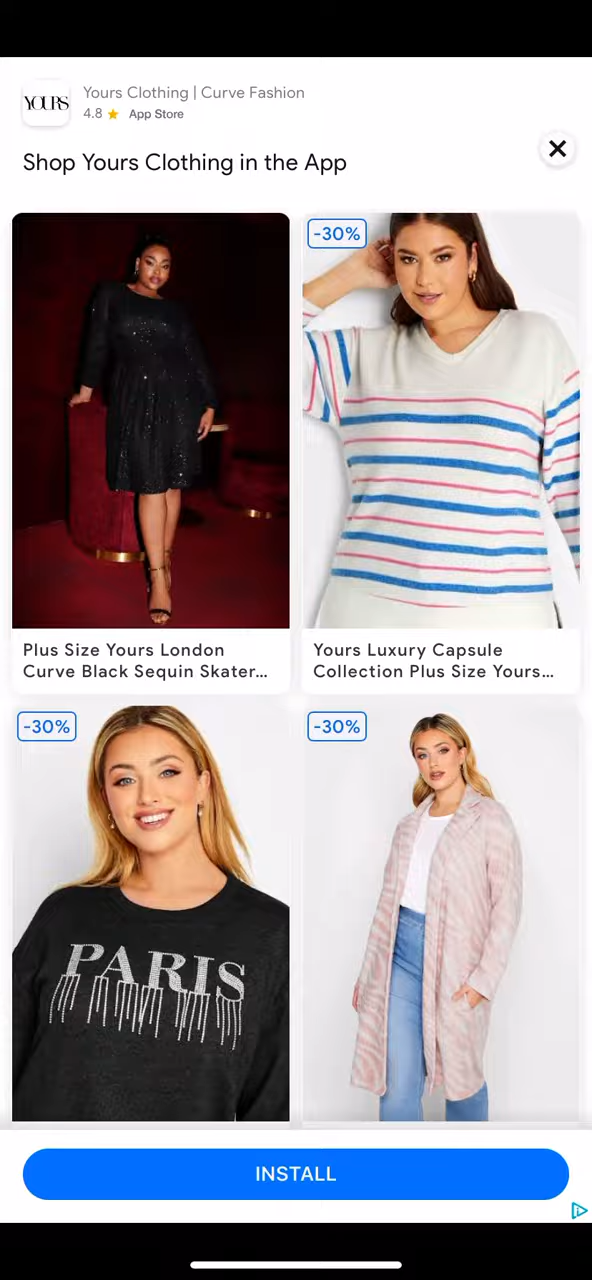 YOURS
Yours Clothing | Curve Fashion
4.8 ★ App Store
Shop Yours Clothing in the App
-30%
Plus Size Yours London
Curve Black Sequin Skater...
Yours Luxury Capsule
Collection Plus Size Yours...
-30%
PARIS
-30%
INSTALL